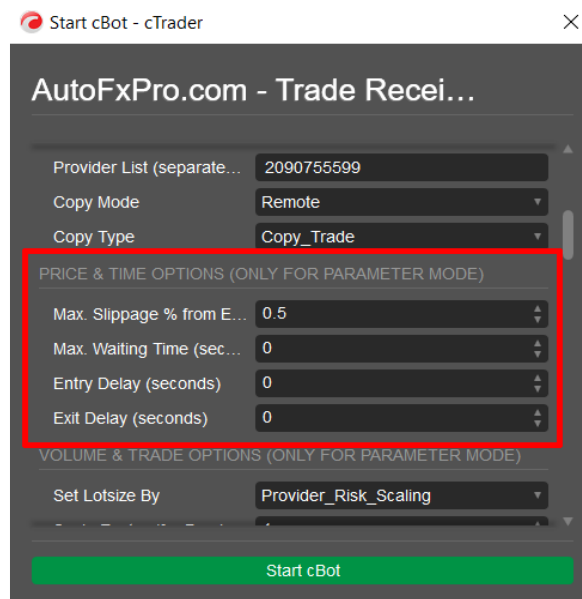 Start cBot - cTrader
AutoFxPro.com - Trade Recei...
Provider List (separate... 2090755599
Copy Mode Remote
Copy Type Copy_Trade
PRICE & TIME OPTIONS (ONLY FOR PARAMETER MODE)
Max. Slippage % from E... 0.5
Max. Waiting Time (sec... 0
Entry Delay (seconds) 0
Exit Delay (seconds) 0
VOLUME & TRADE OPTIONS (ONLY FOR PARAMETER MODE)
Set Lotsize By Provider_Risk_Scaling
Start cBot